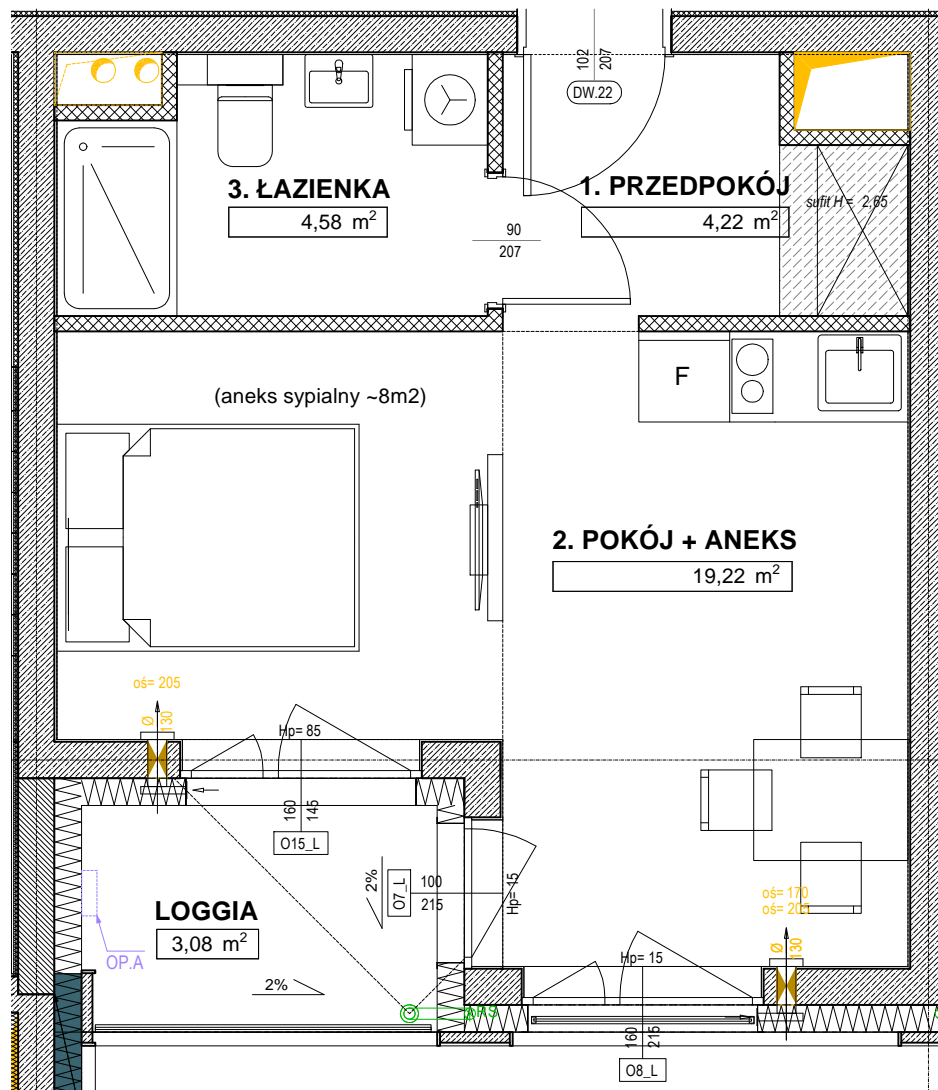 102
207
DW.22
3. ŁAZIENKA
4,58 m²
1. PRZEDPOKÓJ
4,22 m²
sufit H = 2,65
90
207
(aneks sypialny ~8m2)
F
2. POKÓJ + ANEKS
19,22 m²
oś= 205
Ø
130
Hp= 85
160
145
O15_L
2%
O7_L
100
215
Hp= 15
LOGGIA
3,08 m²
OP.A
2%
oś= 170
oś= 205
Ø
130
Hp= 15
RS
160
215
O8_L